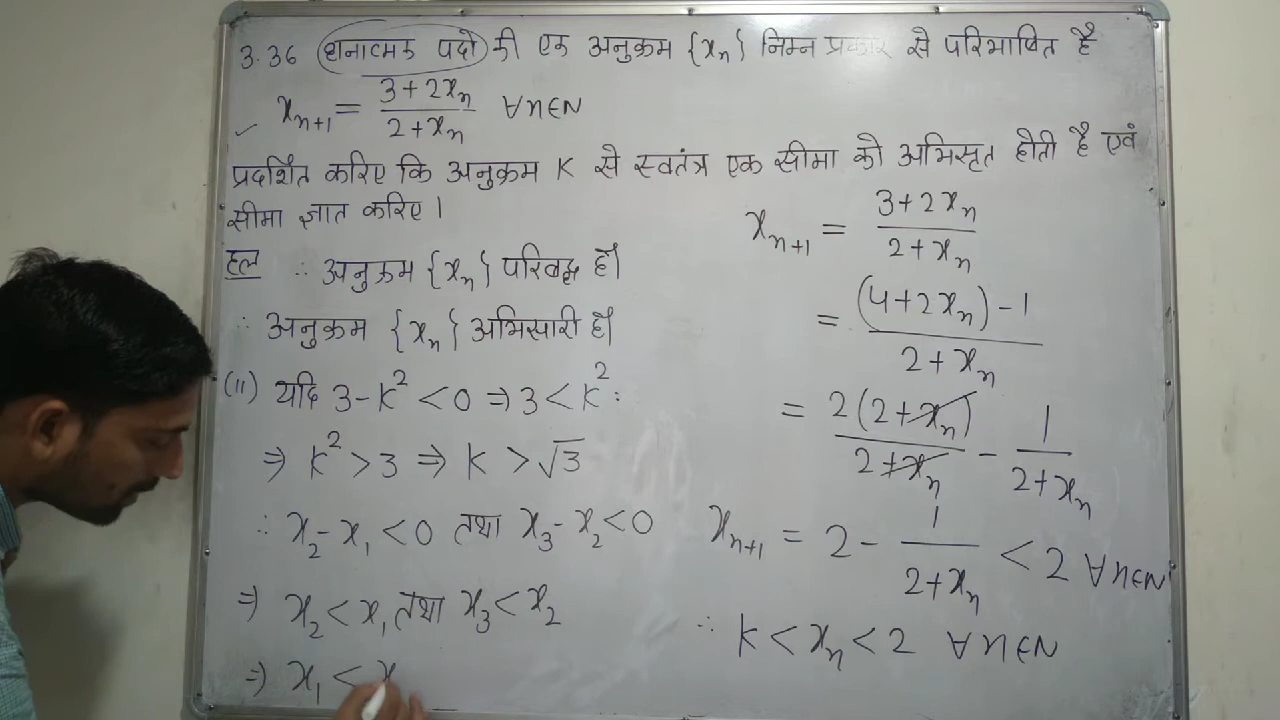 3.36 धनात्मक पदों की एक अनुक्रम {xₙ} निम्न प्रकार से परिभाषित है
xₙ₊₁ = (3+2xₙ)/(2+xₙ) ∀n∈N
प्रदर्शित करिए कि अनुक्रम K से स्वतंत्र एक सीमा को अभिसृत होती है एवं
सीमा ज्ञात करिए।
हल ∴ अनुक्रम {xₙ} परिबद्ध है।
∴ अनुक्रम {xₙ} अभिसारी है।
(ii) यदि 3-K² < 0 ⇒ 3 < K²
⇒ K² > 3 ⇒ K > √3
∴ x₂-x₁ < 0 तथा x₃-x₂ < 0
⇒ x₂ < x₁ तथा x₃ < x₂
⇒ x₁ < x
xₙ₊₁ = (3+2xₙ)/(2+xₙ)
= ((4+2xₙ)-1)/(2+xₙ)
= 2(2+xₙ)/(2+xₙ) - 1/(2+xₙ)
xₙ₊₁ = 2 - 1/(2+xₙ) < 2 ∀n∈N
∴ K < xₙ < 2 ∀n∈N